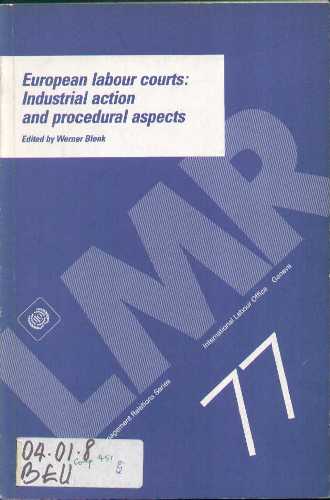 European labour courts:
Industrial action
and procedural aspects
Edited by Werner Blenk
LMR
International Labour Office Geneva
Management Relations Series
77
04.01.8
BEU